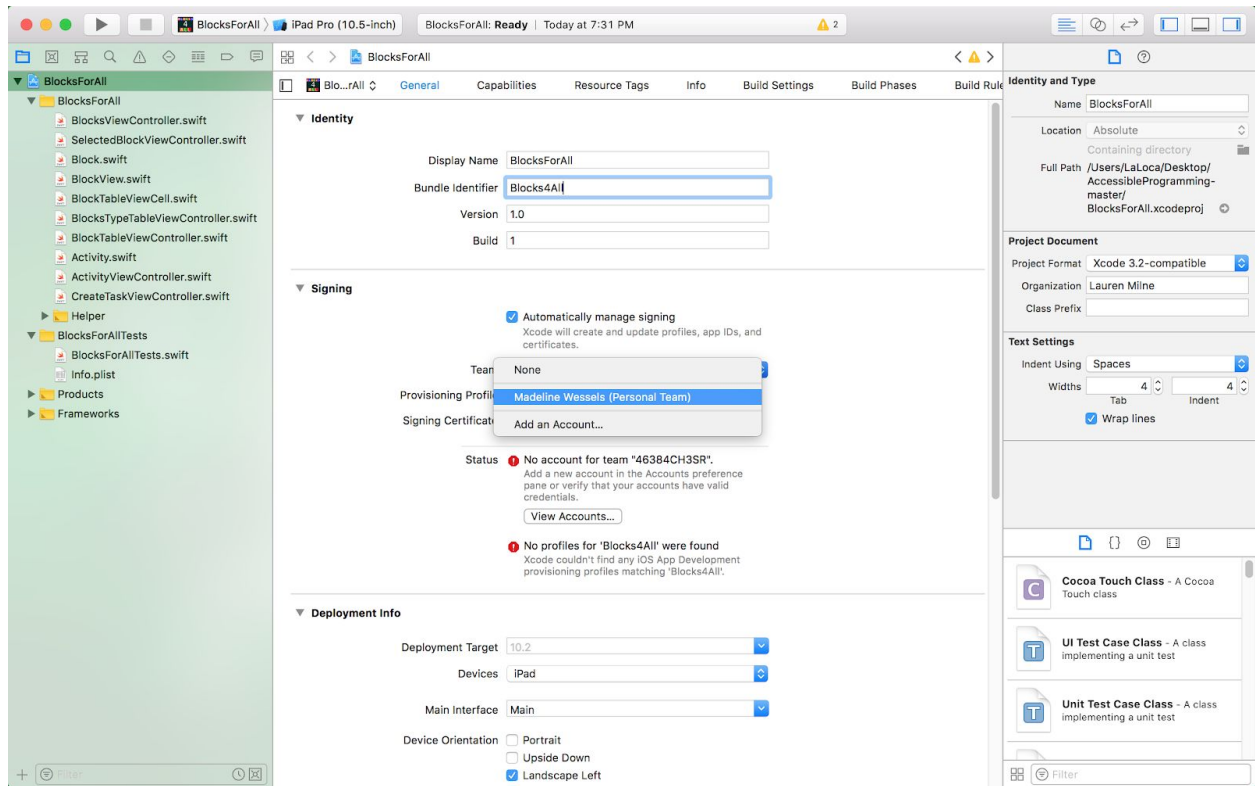 BlocksForAll
iPad Pro (10.5-inch)
BlocksForAll: Ready | Today at 7:31 PM
2
BlocksForAll
BlocksForAll
BlocksViewController.swift
SelectedBlockViewController.swift
Block.swift
BlockView.swift
BlockTableViewCell.swift
BlocksTypeTableViewController.swift
BlockTableViewController.swift
Activity.swift
ActivityViewController.swift
CreateTaskViewController.swift
Helper
BlocksForAllTests
BlocksForAllTests.swift
Info.plist
Products
Frameworks
Filter
BlocksForAll
Blo...rAll General Capabilities Resource Tags Info Build Settings Build Phases Build Rule
Identity
Display Name BlocksForAll
Bundle Identifier Blocks4All
Version 1.0
Build 1
Signing
Automatically manage signing
Xcode will create and update profiles, app IDs, and
certificates.
Team
None
Provisioning Profil
Madeline Wessels (Personal Team)
Signing Certificat
Add an Account...
Status No account for team "46384CH3SR".
Add a new account in the Accounts preference
pane or verify that your accounts have valid
credentials.
View Accounts...
No profiles for 'Blocks4All' were found
Xcode couldn't find any iOS App Development
provisioning profiles matching 'Blocks4All'.
Deployment Info
Deployment Target 10.2
Devices iPad
Main Interface Main
Device Orientation Portrait
Upside Down
Landscape Left
Identity and Type
Name BlocksForAll
Location Absolute
Containing directory
Full Path /Users/LaLoca/Desktop/
AccessibleProgramming-
master/
BlocksForAll.xcodeproj
Project Document
Project Format Xcode 3.2-compatible
Organization Lauren Milne
Class Prefix
Text Settings
Indent Using Spaces
Widths 4 4
Tab Indent
Wrap lines
{}
C
Cocoa Touch Class - A Cocoa
Touch class
T
UI Test Case Class - A class
implementing a unit test
T
Unit Test Case Class - A class
implementing a unit test
Filter